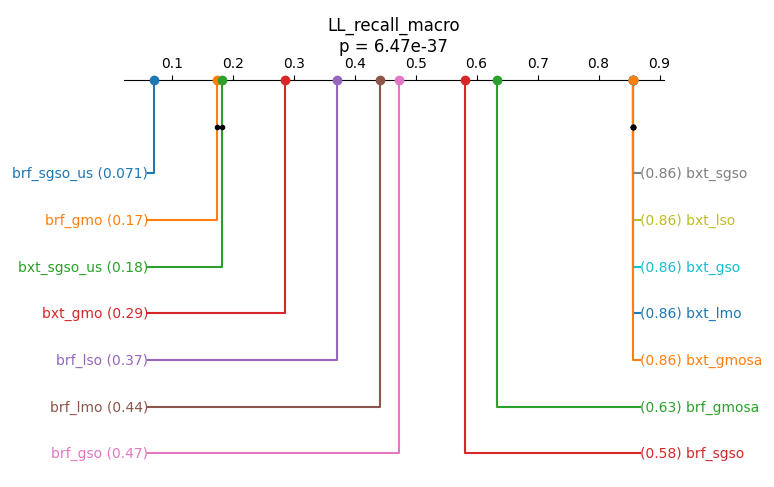 LL_recall_macro
p = 6.47e-37
0.1 0.2 0.3 0.4 0.5 0.6 0.7 0.8 0.9
brf_sgso_us (0.071) (0.86) bxt_sgso
brf_gmo (0.17) (0.86) bxt_lso
bxt_sgso_us (0.18) (0.86) bxt_gso
bxt_gmo (0.29) (0.86) bxt_lmo
brf_lso (0.37) (0.86) bxt_gmosa
brf_lmo (0.44) (0.63) brf_gmosa
brf_gso (0.47) (0.58) brf_sgso